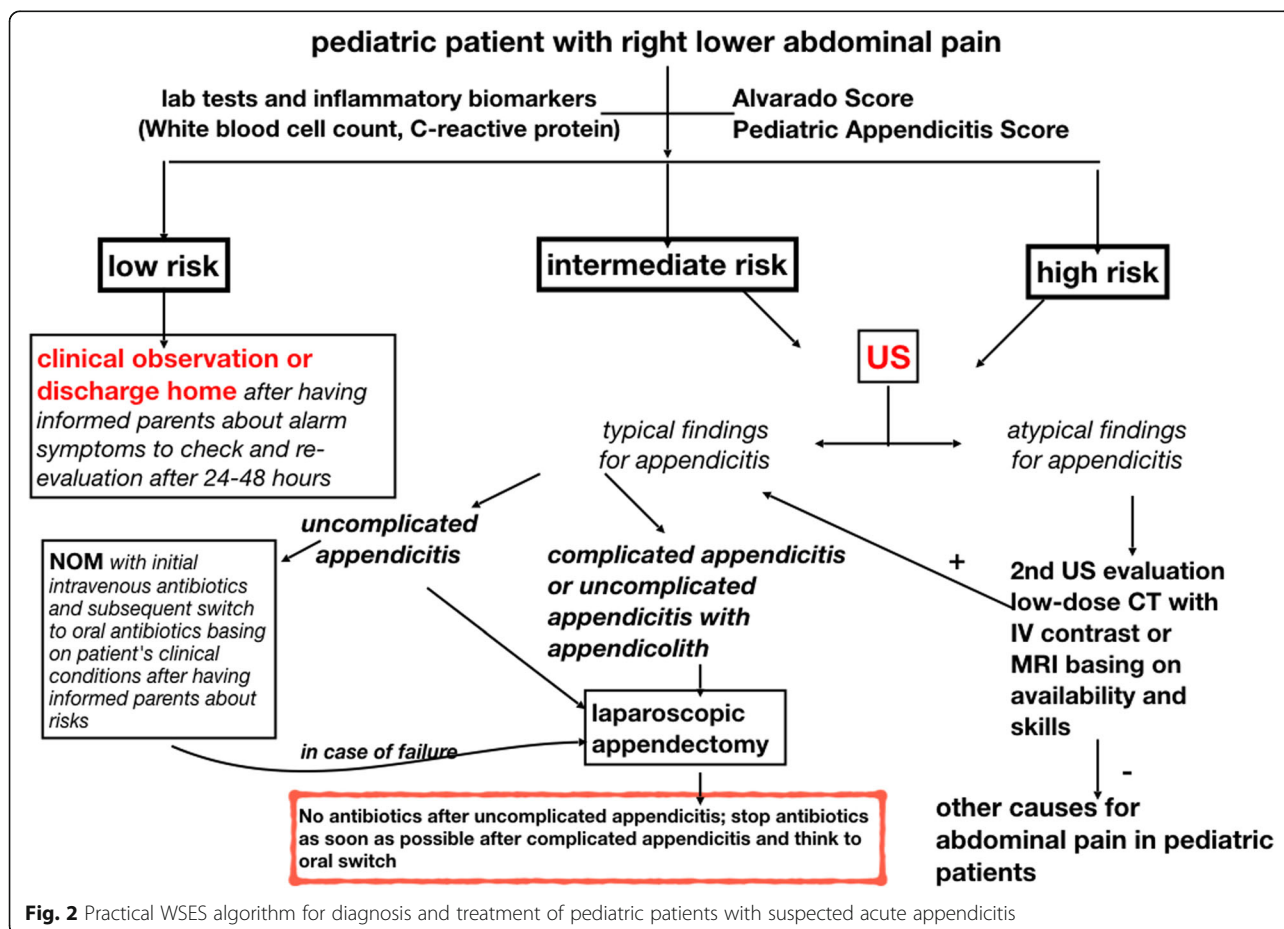 pediatric patient with right lower abdominal pain
lab tests and inflammatory biomarkers
(White blood cell count, C-reactive protein)
Alvarado Score
Pediatric Appendicitis Score
low risk
intermediate risk
high risk
clinical observation or
discharge home after having
informed parents about alarm
symptoms to check and re-
evaluation after 24-48 hours
US
typical findings
for appendicitis
atypical findings
for appendicitis
uncomplicated
appendicitis
NOM with initial
intravenous antibiotics
and subsequent switch
to oral antibiotics basing
on patient's clinical
conditions after having
informed parents about
risks
complicated appendicitis
or uncomplicated
appendicitis with
appendicolith
+
2nd US evaluation
low-dose CT with
IV contrast or
MRI basing on
availability and
skills
laparoscopic
appendectomy
in case of failure
-
No antibiotics after uncomplicated appendicitis; stop antibiotics
as soon as possible after complicated appendicitis and think to
oral switch
other causes for
abdominal pain in pediatric
patients
Fig. 2 Practical WSES algorithm for diagnosis and treatment of pediatric patients with suspected acute appendicitis